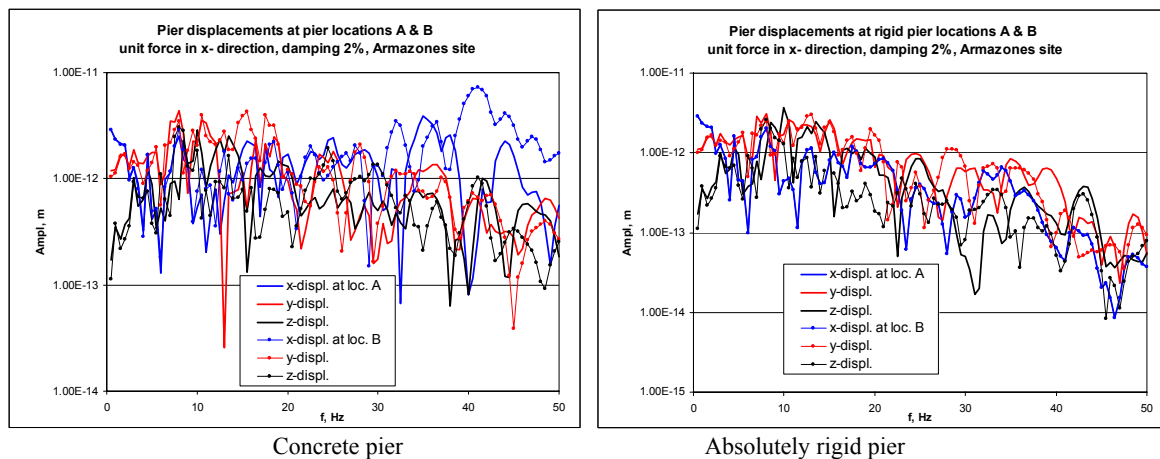 Pier displacements at pier locations A & B
unit force in x- direction, damping 2%, Armazones site
1.00E-11
1.00E-12
1.00E-13
1.00E-14
Ampl, m
0
10
20
30
40
50
f, Hz
x-displ. at loc. A
y-displ.
z-displ.
x-displ. at loc. B
y-displ.
z-displ.
Concrete pier
Pier displacements at rigid pier locations A & B
unit force in x- direction, damping 2%, Armazones site
1.00E-11
1.00E-12
1.00E-13
1.00E-14
1.00E-15
Ampl, m
0
10
20
30
40
50
f, Hz
x-displ. at loc. A
y-displ.
z-displ.
x-displ. at loc. B
y-displ.
z-displ.
Absolutely rigid pier